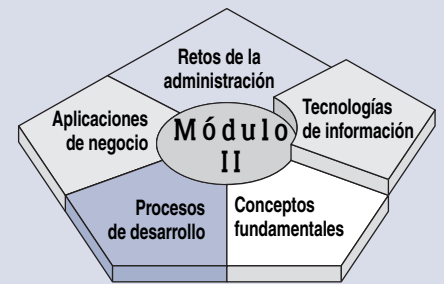 Retos de la
administración
Tecnologías
de información
Aplicaciones
de negocio
Módulo
II
Procesos
de desarrollo
Conceptos
fundamentales